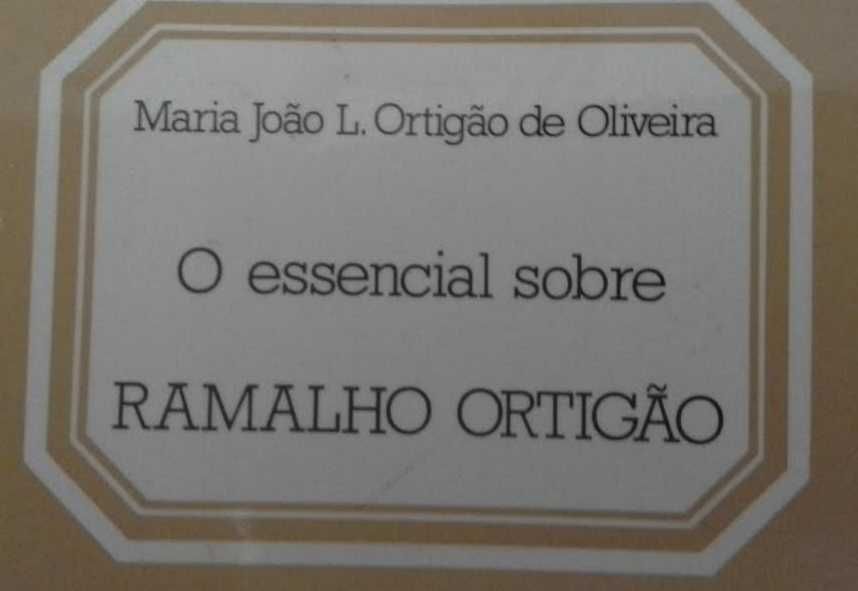 Maria João L. Ortigão de Oliveira
O essencial sobre
RAMALHO ORTIGÃO